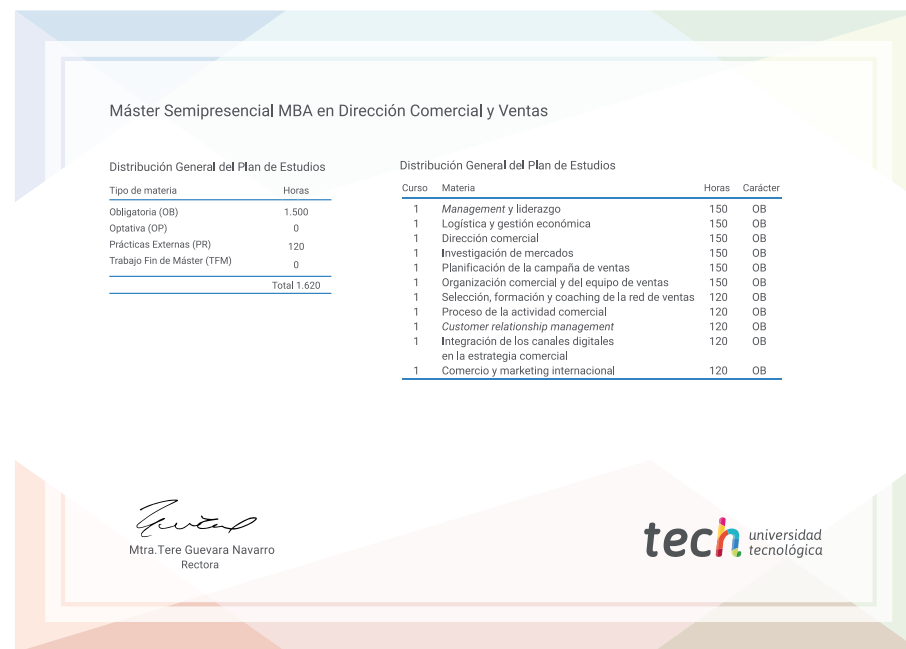 Máster Semipresencial MBA en Dirección Comercial y Ventas
Distribución General del Plan de Estudios
Tipo de materia Horas
Obligatoria (OB) 1.500
Optativa (OP) 0
Prácticas Externas (PR) 120
Trabajo Fin de Máster (TFM) 0
Total 1.620
Distribución General del Plan de Estudios
Curso Materia Horas Carácter
1 Management y liderazgo 150 OB
1 Logística y gestión económica 150 OB
1 Dirección comercial 150 OB
1 Investigación de mercados 150 OB
1 Planificación de la campaña de ventas 150 OB
1 Organización comercial y del equipo de ventas 150 OB
1 Selección, formación y coaching de la red de ventas 120 OB
1 Proceso de la actividad comercial 120 OB
1 Customer relationship management 120 OB
1 Integración de los canales digitales 120 OB
en la estrategia comercial
1 Comercio y marketing internacional 120 OB
Mtra.Tere Guevara Navarro
Rectora
tech universidad
tecnológica